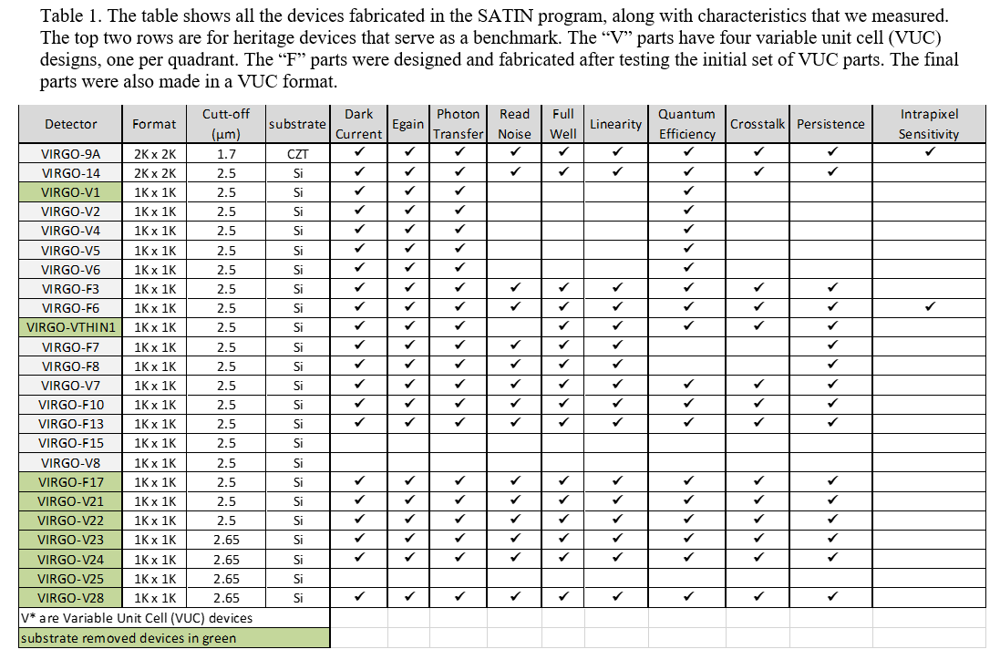 Table 1. The table shows all the devices fabricated in the SATIN program, along with characteristics that we measured.
The top two rows are for heritage devices that serve as a benchmark. The “V” parts have four variable unit cell (VUC)
designs, one per quadrant. The “F” parts were designed and fabricated after testing the initial set of VUC parts. The final
parts were also made in a VUC format.
Detector Format Cutt-off (µm) substrate Dark Current Egain Photon Transfer Read Noise Full Well Linearity Quantum Efficiency Crosstalk Persistence Intrapixel Sensitivity
VIRGO-9A 2K x 2K 1.7 CZT ✓ ✓ ✓ ✓ ✓ ✓ ✓ ✓ ✓ ✓
VIRGO-14 2K x 2K 2.5 Si ✓ ✓ ✓ ✓ ✓ ✓ ✓ ✓ ✓
VIRGO-V1 1K x 1K 2.5 Si ✓ ✓ ✓ ✓
VIRGO-V2 1K x 1K 2.5 Si ✓ ✓ ✓ ✓
VIRGO-V4 1K x 1K 2.5 Si ✓ ✓ ✓ ✓
VIRGO-V5 1K x 1K 2.5 Si ✓ ✓ ✓ ✓
VIRGO-V6 1K x 1K 2.5 Si ✓ ✓ ✓ ✓
VIRGO-F3 1K x 1K 2.5 Si ✓ ✓ ✓ ✓ ✓ ✓ ✓ ✓ ✓
VIRGO-F6 1K x 1K 2.5 Si ✓ ✓ ✓ ✓ ✓ ✓ ✓ ✓ ✓ ✓
VIRGO-VTHIN1 1K x 1K 2.5 Si ✓ ✓ ✓ ✓ ✓ ✓ ✓ ✓
VIRGO-F7 1K x 1K 2.5 Si ✓ ✓ ✓ ✓ ✓ ✓ ✓
VIRGO-F8 1K x 1K 2.5 Si ✓ ✓ ✓ ✓ ✓ ✓ ✓
VIRGO-V7 1K x 1K 2.5 Si ✓ ✓ ✓ ✓ ✓ ✓ ✓ ✓ ✓
VIRGO-F10 1K x 1K 2.5 Si ✓ ✓ ✓ ✓ ✓ ✓ ✓ ✓ ✓
VIRGO-F13 1K x 1K 2.5 Si ✓ ✓ ✓ ✓ ✓ ✓ ✓ ✓ ✓
VIRGO-F15 1K x 1K 2.5 Si
VIRGO-V8 1K x 1K 2.5 Si
VIRGO-F17 1K x 1K 2.5 Si ✓ ✓ ✓ ✓ ✓ ✓ ✓ ✓ ✓
VIRGO-V21 1K x 1K 2.5 Si ✓ ✓ ✓ ✓ ✓ ✓ ✓ ✓ ✓
VIRGO-V22 1K x 1K 2.5 Si ✓ ✓ ✓ ✓ ✓ ✓ ✓ ✓ ✓
VIRGO-V23 1K x 1K 2.65 Si ✓ ✓ ✓ ✓ ✓ ✓ ✓ ✓ ✓
VIRGO-V24 1K x 1K 2.65 Si ✓ ✓ ✓ ✓ ✓ ✓ ✓ ✓ ✓
VIRGO-V25 1K x 1K 2.65 Si
VIRGO-V28 1K x 1K 2.65 Si ✓ ✓ ✓ ✓ ✓ ✓ ✓ ✓ ✓
V* are Variable Unit Cell (VUC) devices
substrate removed devices in green